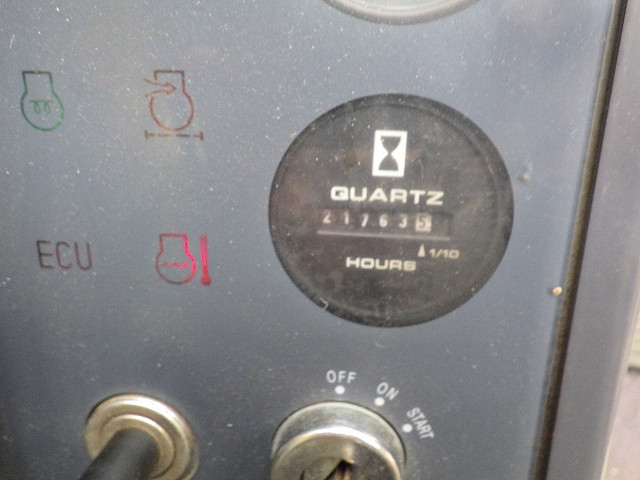 QUARTZ
217635
1/10
HOURS
ECU
OFF
ON
START